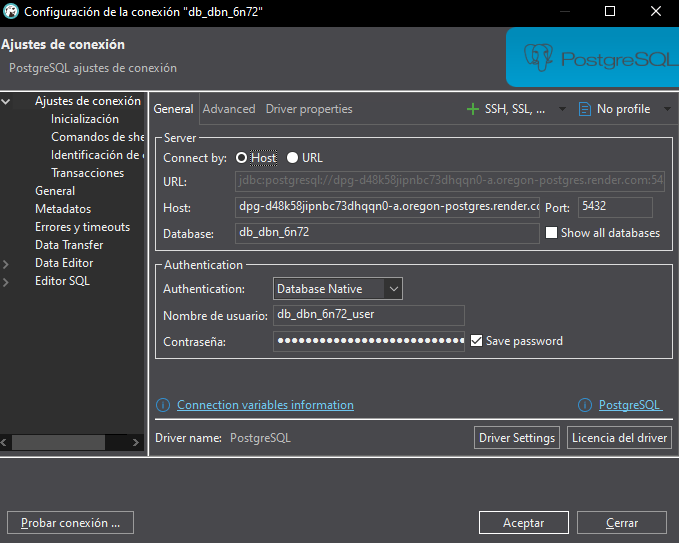 Configuración de la conexión "db_dbn_6n72"
Ajustes de conexión
PostgreSQL ajustes de conexión
PostgreSQL
Ajustes de conexión
Inicialización
Comandos de she
Identificación de
Transacciones
General
Metadatos
Errores y timeouts
Data Transfer
Data Editor
Editor SQL
General Advanced Driver properties
SSH, SSL, ... No profile
Server
Connect by: Host URL
URL: jdbc:postgresql://dpg-d48k58jipnbc73dhqqn0-a.oregon-postgres.render.com:54
Host: dpg-d48k58jipnbc73dhqqn0-a.oregon-postgres.render.co Port: 5432
Database: db_dbn_6n72 Show all databases
Authentication
Authentication: Database Native
Nombre de usuario: db_dbn_6n72_user
Contraseña: ●●●●●●●●●●●●●●●●●●●●●●●●●●● Save password
Connection variables information PostgreSQL
Driver name: PostgreSQL Driver Settings Licencia del driver
Probar conexión ... Aceptar Cerrar